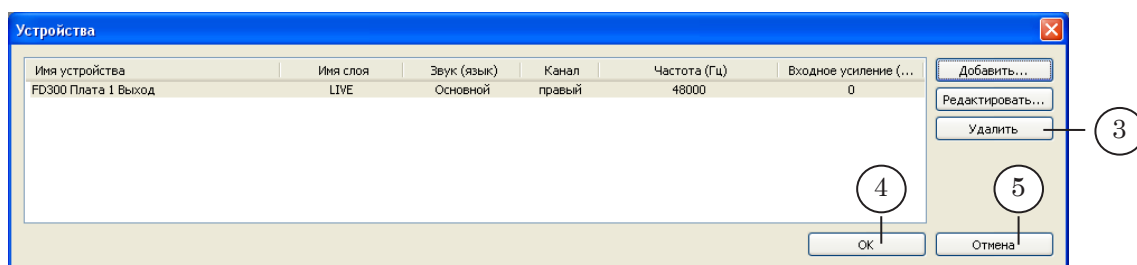 Устройства
Имя устройства Имя слоя Звук (язык) Канал Частота (Гц) Входное усиление (... Добавить...
FD300 Плата 1 Выход LIVE Основной правый 48000 0
Редактировать...
Удалить 3
4 5
OK Отмена